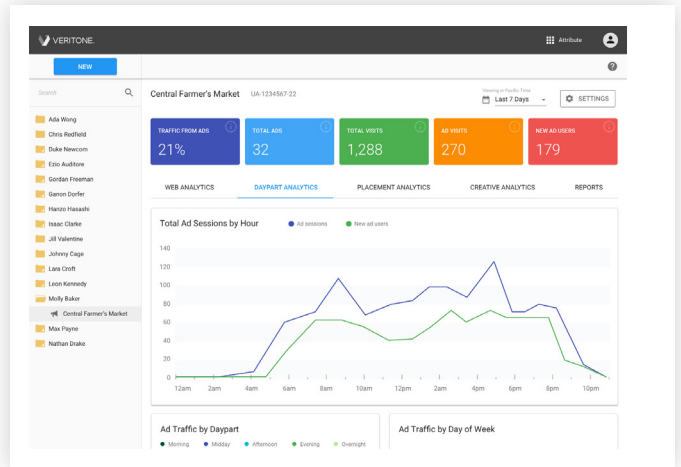 VERITONE.
Attribute
NEW
Search
Central Farmer's Market UA-1234567-22
Viewing in Pacific Time
Last 7 Days
SETTINGS
Ada Wong
Chris Redfield
Duke Newcom
Ezio Auditore
Gordan Freeman
Ganon Dorfer
Hanzo Hasashi
Isaac Clarke
Jill Valentine
Johnny Cage
Lara Croft
Leon Kennedy
Molly Baker
Central Farmer's Market
Max Payne
Nathan Drake
TRAFFIC FROM ADS
21%
TOTAL ADS
32
TOTAL VISITS
1,288
AD VISITS
270
NEW AD USERS
179
WEB ANALYTICS DAYPART ANALYTICS PLACEMENT ANALYTICS CREATIVE ANALYTICS REPORTS
Total Ad Sessions by Hour Ad sessions New ad users
140
120
100
80
60
40
20
0
12am 2am 4am 6am 8am 10am 12pm 2am 4pm 6pm 8pm 10pm
Ad Traffic by Daypart
Morning Midday Afternoon Evening Overnight
Ad Traffic by Day of Week